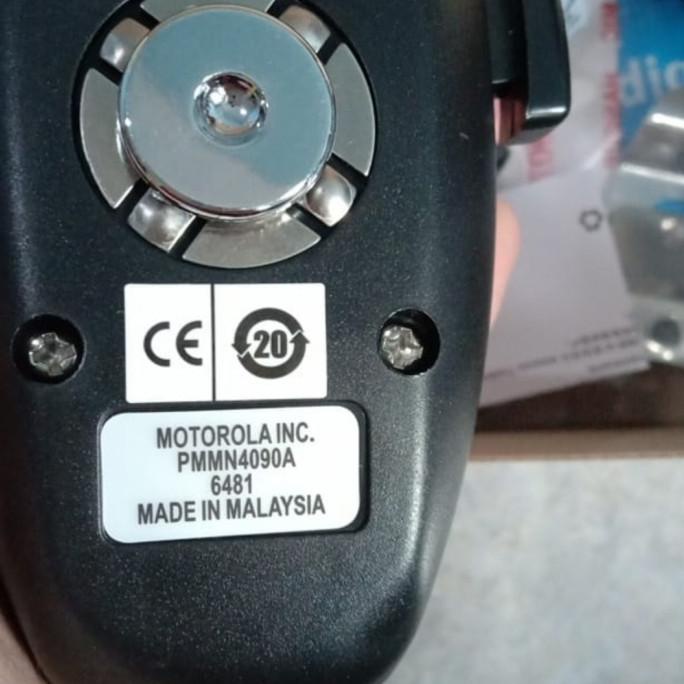 CE
20
MOTOROLA INC.
PMMN4090A
6481
MADE IN MALAYSIA